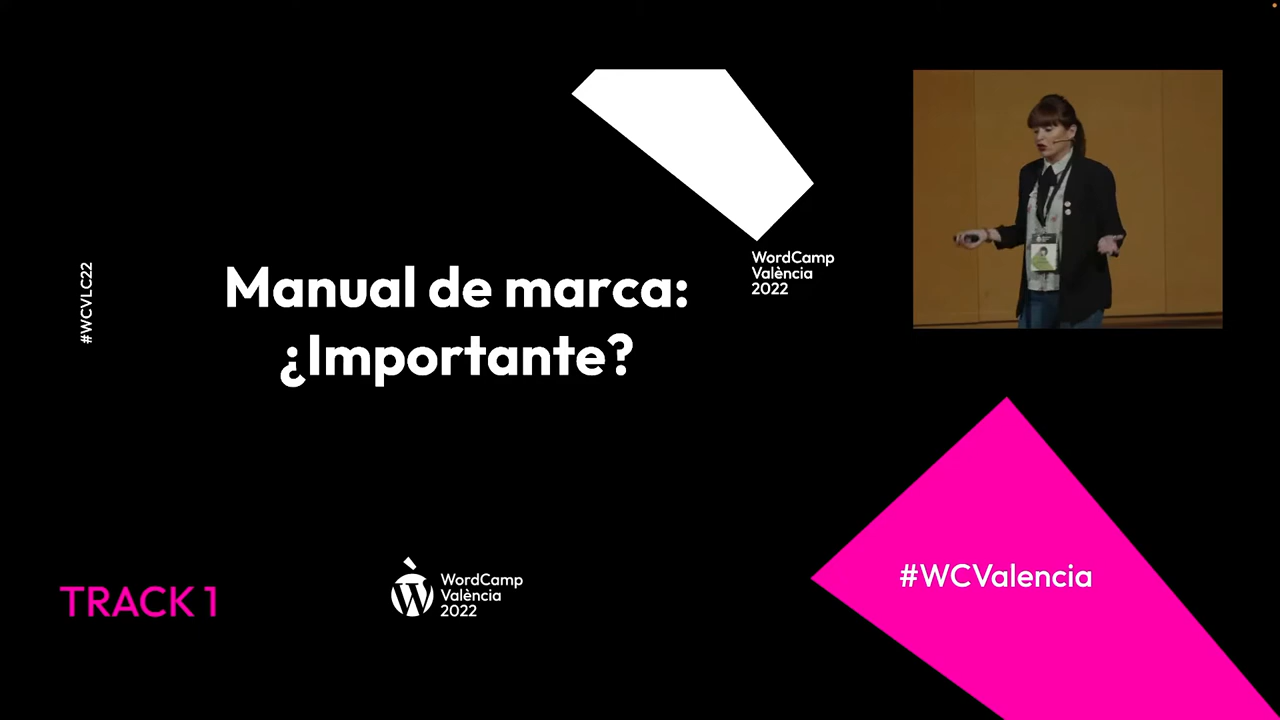 #WCVLC22
Manual de marca:
¿Importante?
WordCamp
València
2022
TRACK 1
WordCamp
València
2022
#WCValencia